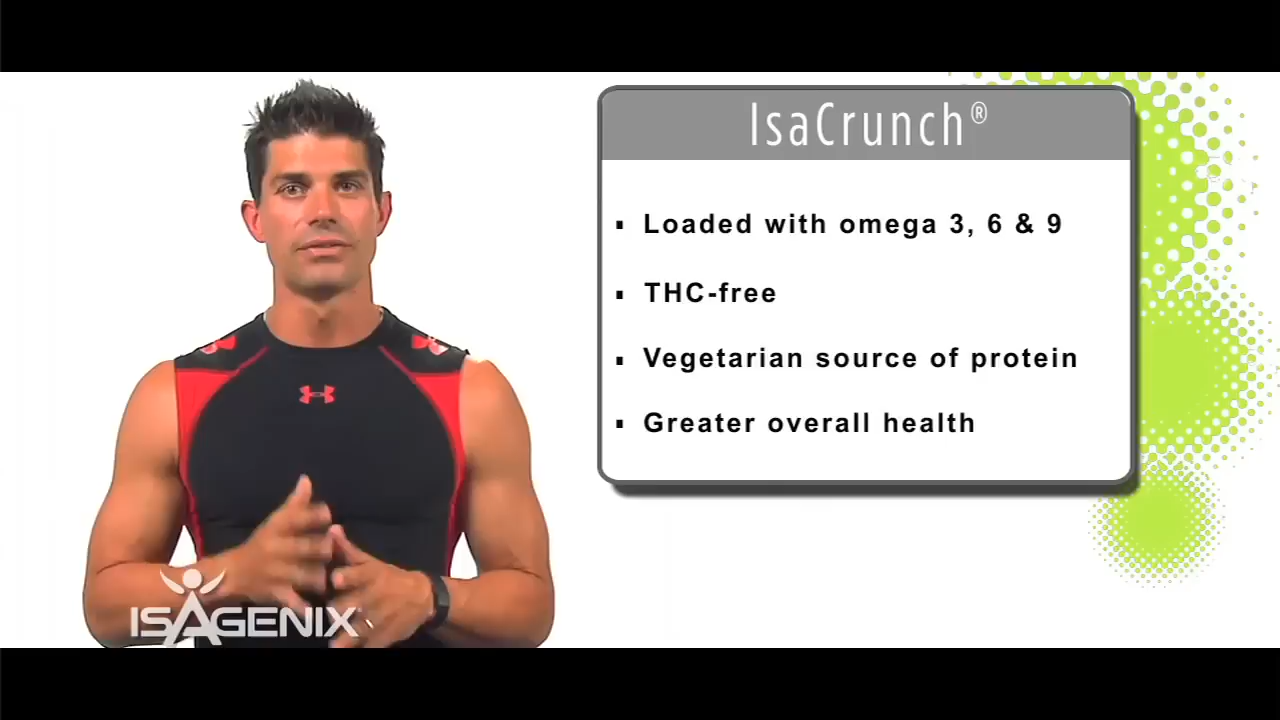 IsaCrunch®
▪ Loaded with omega 3, 6 & 9
▪ THC-free
▪ Vegetarian source of protein
▪ Greater overall health
ISAGENIX